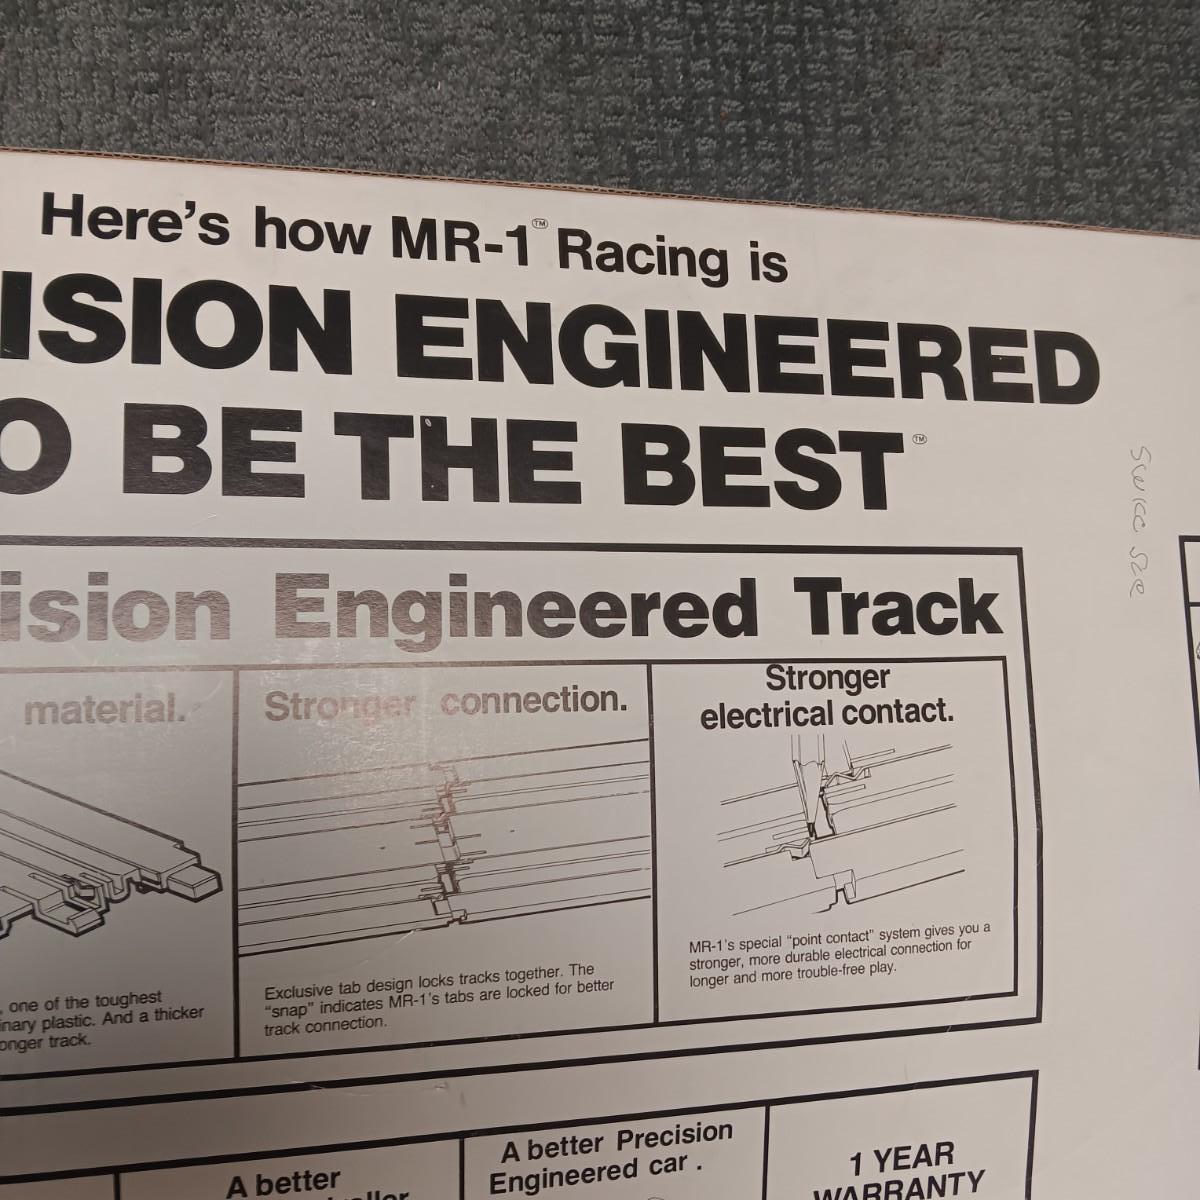 Here's how MR-1™ Racing is
ISION ENGINEERED
O BE THE BEST™
ision Engineered Track
material.
Stronger connection.
Stronger
electrical contact.
, one of the toughest
inary plastic. And a thicker
onger track.
Exclusive tab design locks tracks together. The
“snap” indicates MR-1's tabs are locked for better
track connection.
MR-1's special “point contact” system gives you a
stronger, more durable electrical connection for
longer and more trouble-free play.
A better
A better Precision
Engineered car .
1 YEAR
WARRANTY